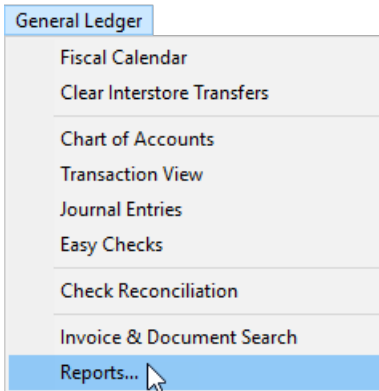 General Ledger
Fiscal Calendar
Clear Interstore Transfers
Chart of Accounts
Transaction View
Journal Entries
Easy Checks
Check Reconciliation
Invoice & Document Search
Reports...